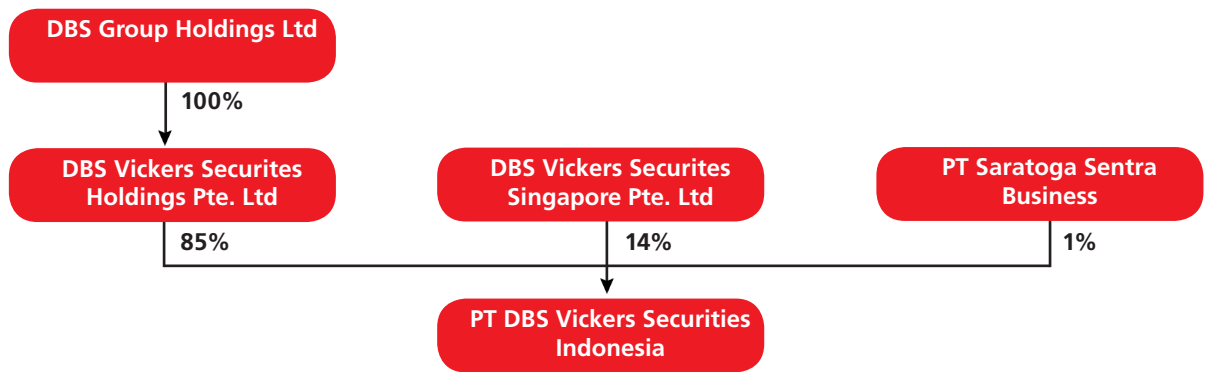 DBS Group Holdings Ltd
100%
DBS Vickers Securites
Holdings Pte. Ltd
DBS Vickers Securites
Singapore Pte. Ltd
PT Saratoga Sentra
Business
85%
14%
1%
PT DBS Vickers Securities
Indonesia